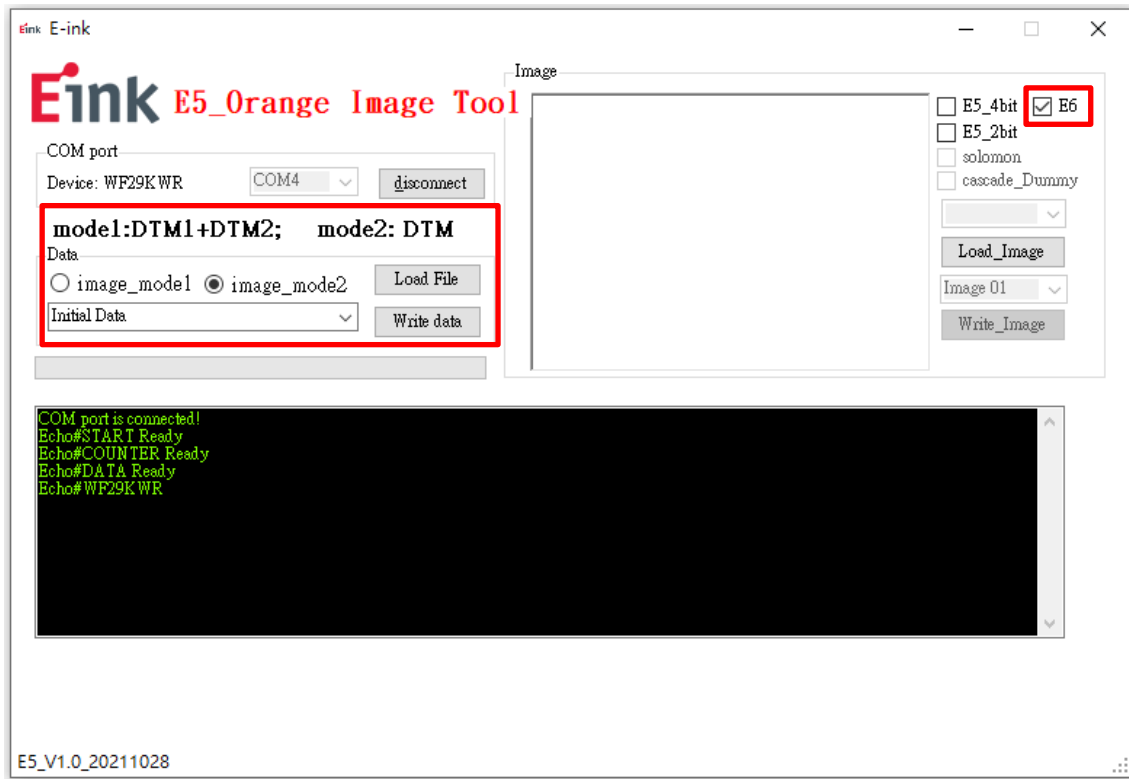 Eink E-ink
Eink E5_Orange Image Tool
COM port
Device: WF29KWR COM4 disconnect
mode1:DTM1+DTM2; mode2: DTM
Data
image_mode1 image_mode2 Load File
Initial Data Write data
Image
E5_4bit E6
E5_2bit
solomon
cascade_Dummy
Load_Image
Image 01
Write_Image
COM port is connected!
Echo#START Ready
Echo#COUNTER Ready
Echo#DATA Ready
Echo#WF29KWR
E5_V1.0_20211028